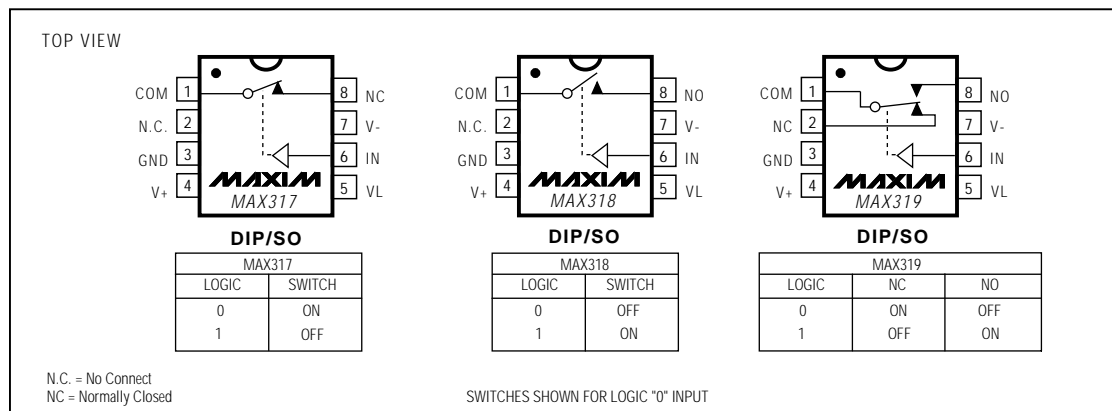 TOP VIEW
COM 1 8 NC
N.C. 2 7 V-
GND 3 6 IN
V+ 4 5 VL
MAXIM
MAX317
DIP/SO
MAX317
LOGIC SWITCH
0 ON
1 OFF
COM 1 8 NO
N.C. 2 7 V-
GND 3 6 IN
V+ 4 5 VL
MAXIM
MAX318
DIP/SO
MAX318
LOGIC SWITCH
0 OFF
1 ON
COM 1 8 NO
NC 2 7 V-
GND 3 6 IN
V+ 4 5 VL
MAXIM
MAX319
DIP/SO
MAX319
LOGIC NC NO
0 ON OFF
1 OFF ON
N.C. = No Connect
NC = Normally Closed
SWITCHES SHOWN FOR LOGIC "0" INPUT